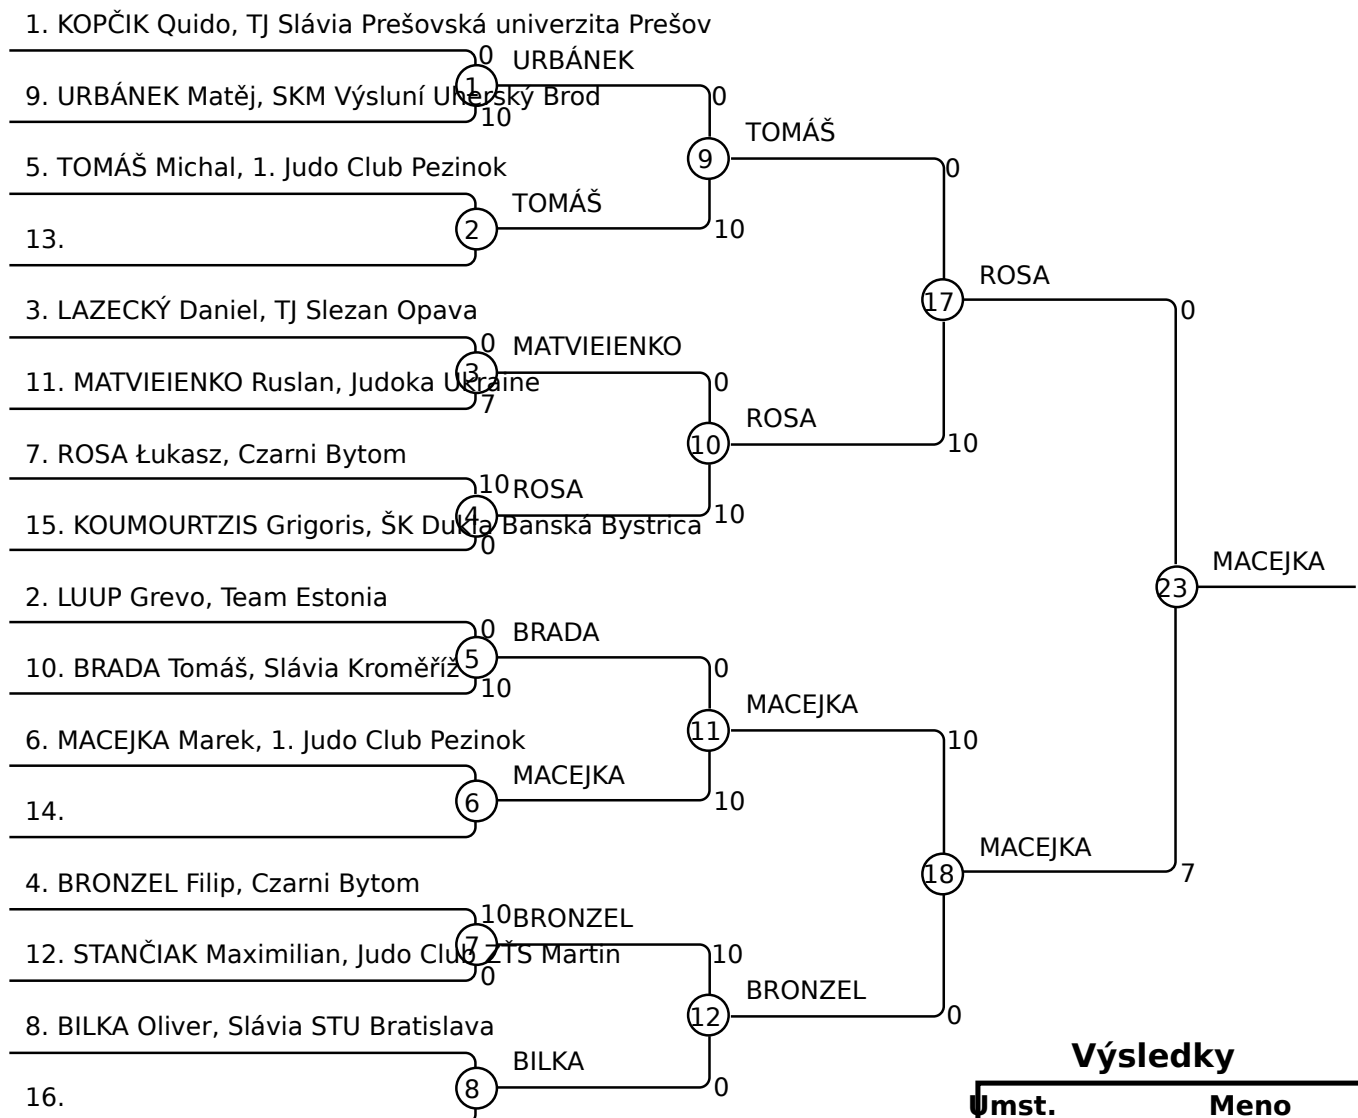 1. KOPČIK Quido, TJ Slávia Prešovská univerzita Prešov
0
URBÁNEK
1
9. URBÁNEK Matěj, SKM Výsluní Uherský Brod
0
10
TOMÁŠ
9
0
5. TOMÁŠ Michal, 1. Judo Club Pezinok
TOMÁŠ
2
10
13.
ROSA
17
0
3. LAZECKÝ Daniel, TJ Slezan Opava
0
MATVIEIENKO
3
11. MATVIEIENKO Ruslan, Judoka Ukraine
0
7
ROSA
10
10
7. ROSA Łukasz, Czarni Bytom
10
ROSA
4
10
15. KOUMOURTZIS Grigoris, ŠK Dukla Banská Bystrica
0
MACEJKA
23
2. LUUP Grevo, Team Estonia
0
BRADA
5
10. BRADA Tomáš, Slávia Kroměříž
0
10
MACEJKA
11
10
6. MACEJKA Marek, 1. Judo Club Pezinok
MACEJKA
6
10
14.
MACEJKA
18
7
4. BRONZEL Filip, Czarni Bytom
10
BRONZEL
7
12. STANČIAK Maximilian, Judo Club ZŤS Martin
10
0
BRONZEL
12
0
8. BILKA Oliver, Slávia STU Bratislava
Výsledky
BILKA
8
0
16.
Umst.
Meno